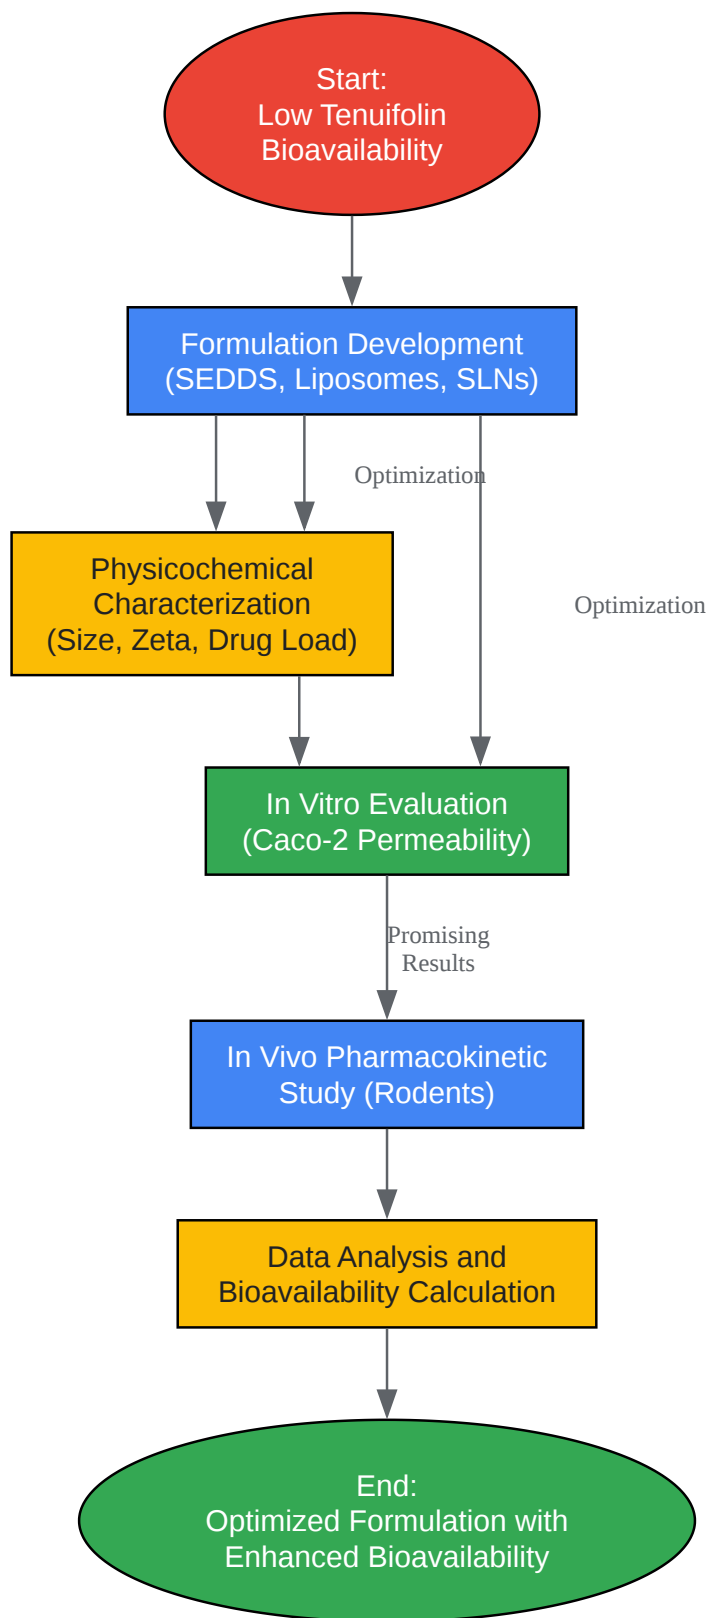 Start:
Low Tenuifolin
Bioavailability
Formulation Development
(SEDDS, Liposomes, SLNs)
Optimization
Physicochemical
Characterization
(Size, Zeta, Drug Load)
Optimization
In Vitro Evaluation
(Caco-2 Permeability)
Promising
Results
In Vivo Pharmacokinetic
Study (Rodents)
Data Analysis and
Bioavailability Calculation
End:
Optimized Formulation with
Enhanced Bioavailability